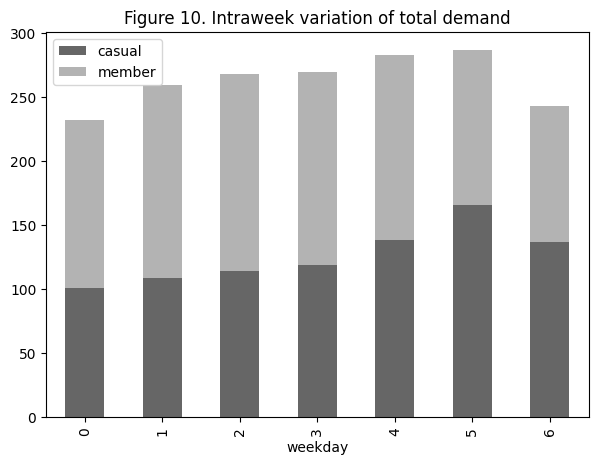 Figure 10. Intraweek variation of total demand
casual
member
300
250
200
150
100
50
0
0 1 2 3 4 5 6
weekday